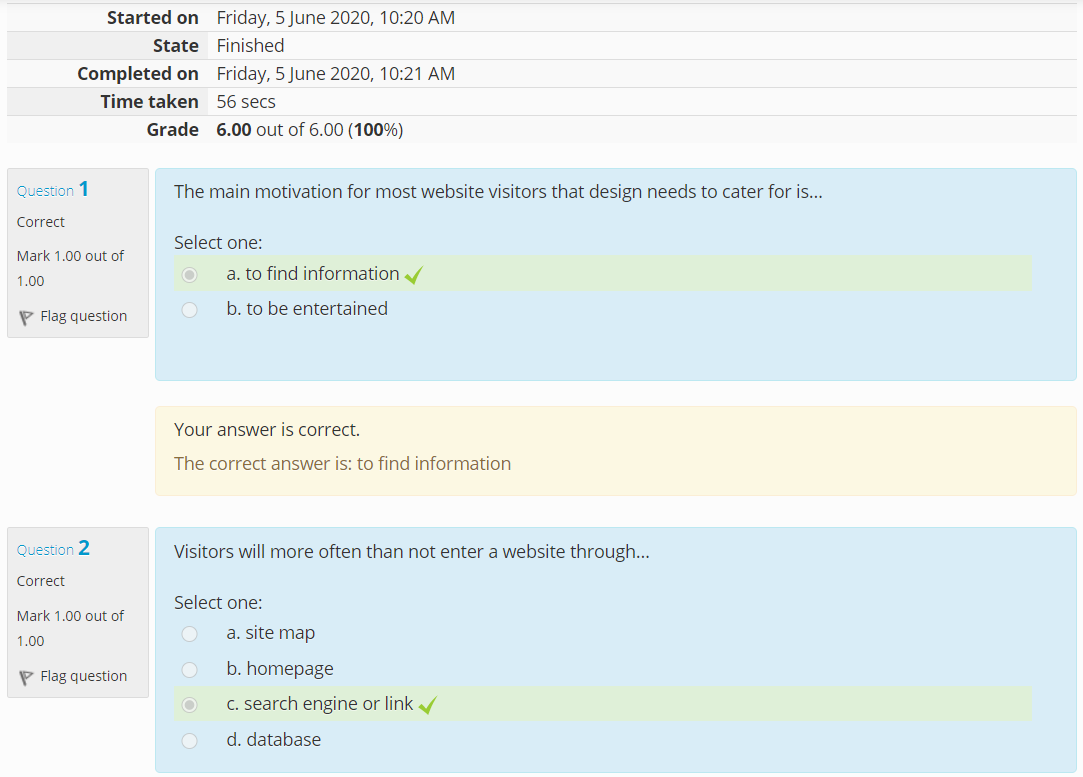 Started on Friday, 5 June 2020, 10:20 AM
State Finished
Completed on Friday, 5 June 2020, 10:21 AM
Time taken 56 secs
Grade 6.00 out of 6.00 (100%)
Question 1
Correct
Mark 1.00 out of
1.00
Flag question
The main motivation for most website visitors that design needs to cater for is...
Select one:
a. to find information
b. to be entertained
Your answer is correct.
The correct answer is: to find information
Question 2
Correct
Mark 1.00 out of
1.00
Flag question
Visitors will more often than not enter a website through...
Select one:
a. site map
b. homepage
c. search engine or link
d. database